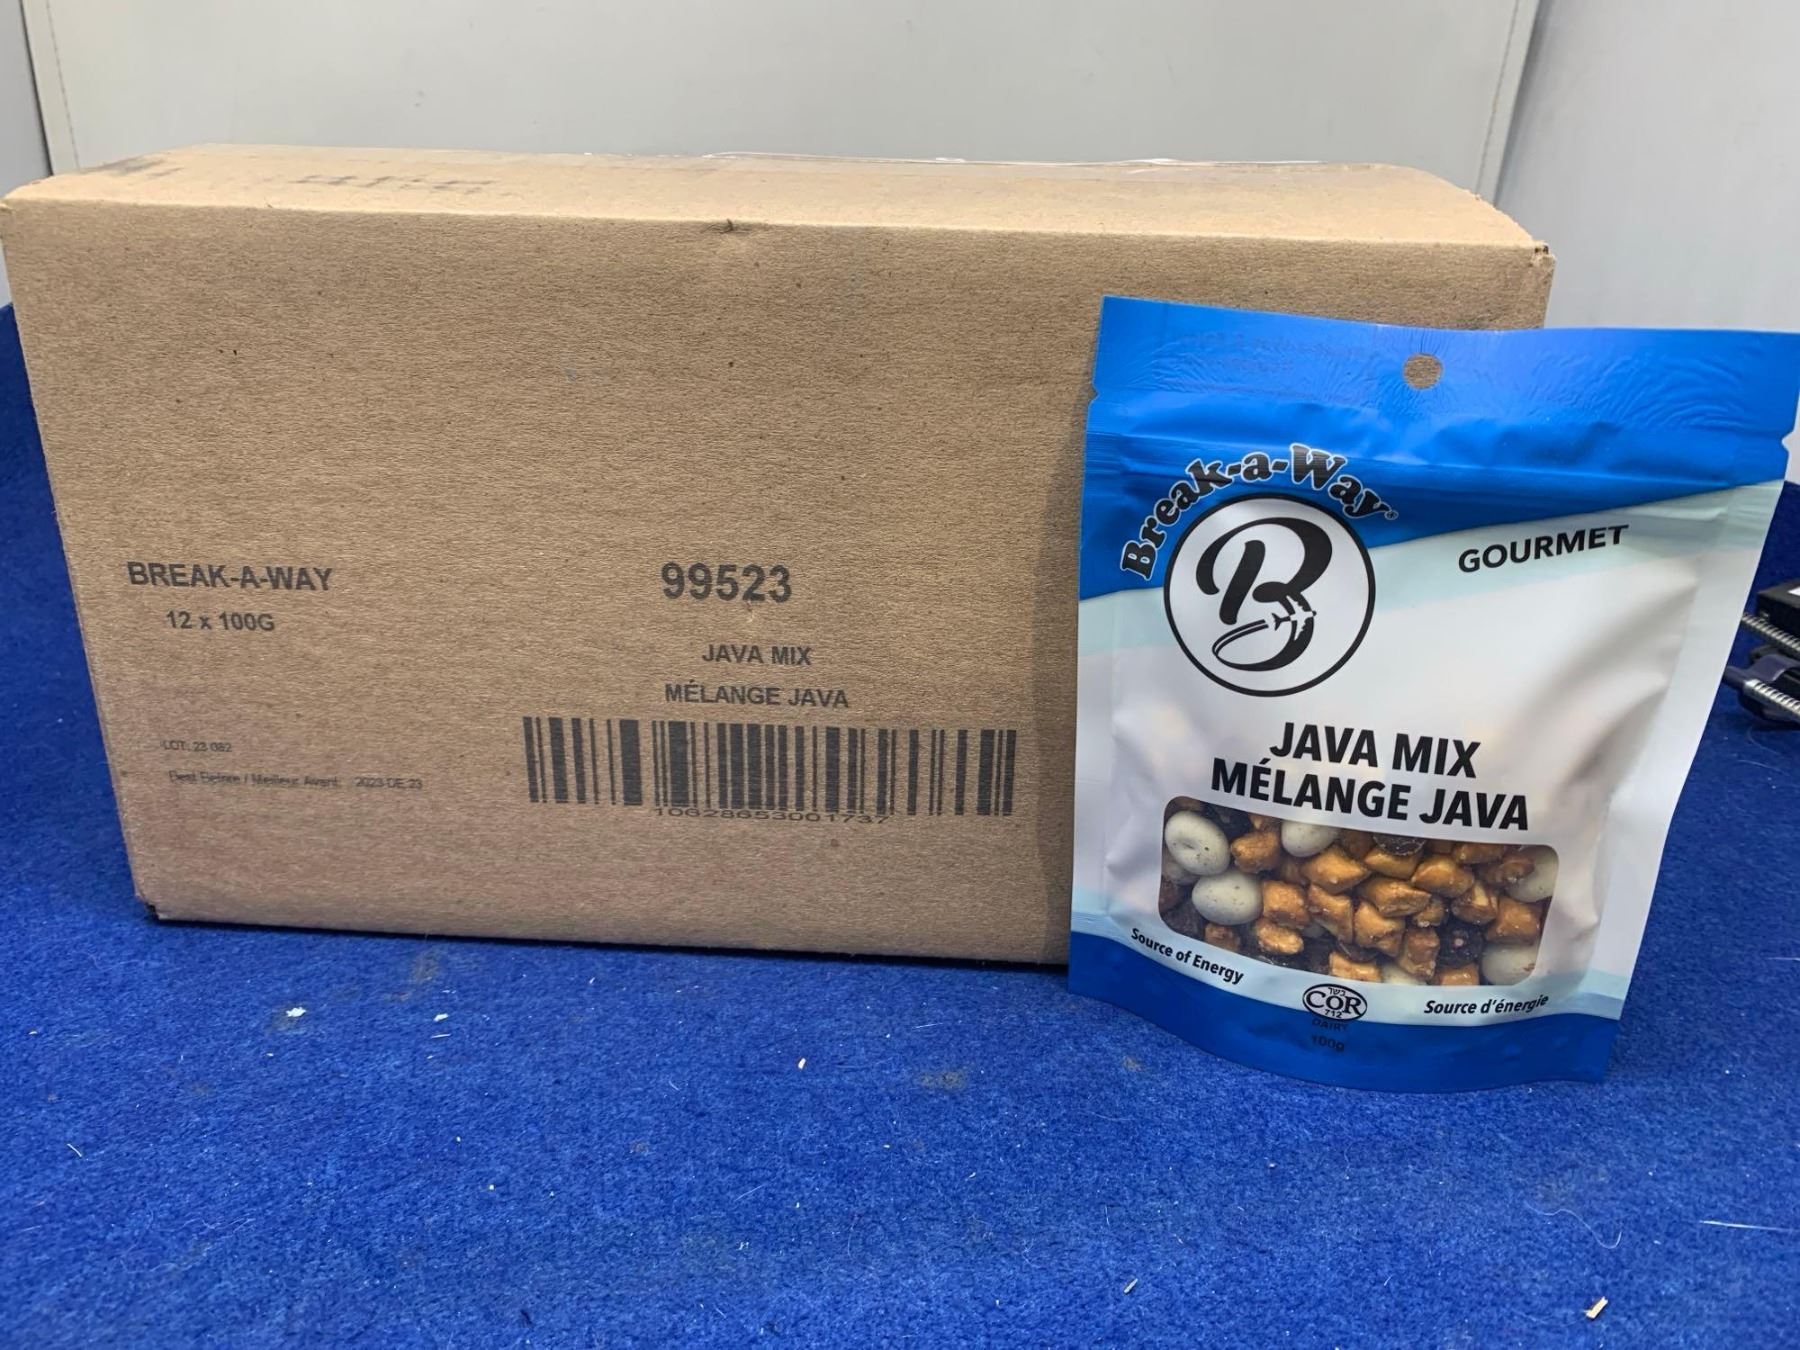 BREAK-A-WAY
12 x 100G
99523
JAVA MIX
MÉLANGE JAVA
10628653001737
LOT: 23 082
Best Before / Meilleur Avant: 2023 DE 23
Break-a-Way®
B
GOURMET
JAVA MIX
MÉLANGE JAVA
Source of Energy
כשר
COR
712
DAIRY
100g
Source d'énergie